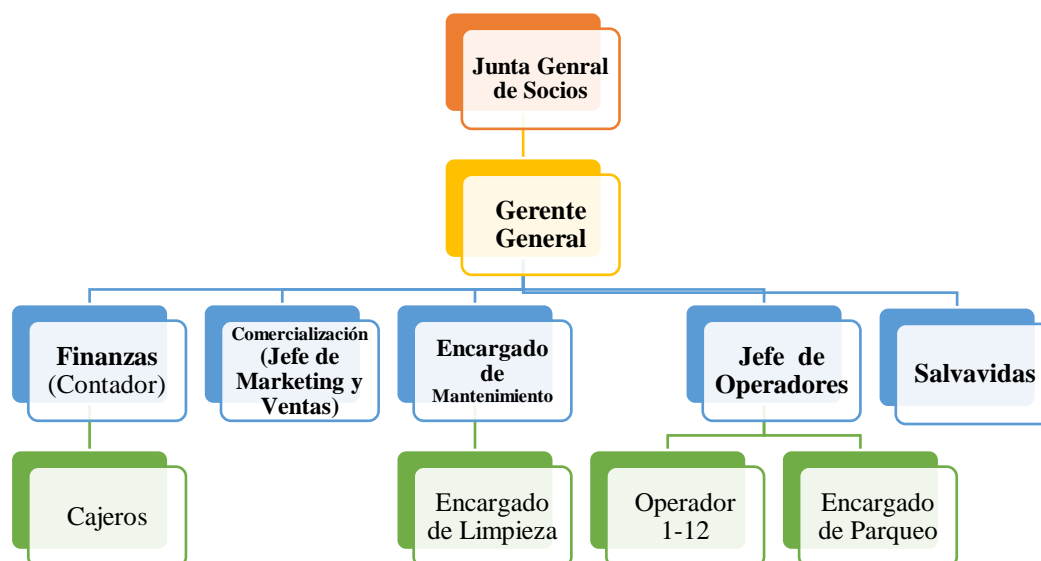 Junta Genral
de Socios
Gerente
General
Finanzas
(Contador)
Comercialización
(Jefe de
Marketing y
Ventas)
Encargado
de
Mantenimiento
Jefe de
Operadores
Salvavidas
Cajeros
Encargado
de Limpieza
Operador
1-12
Encargado
de Parqueo